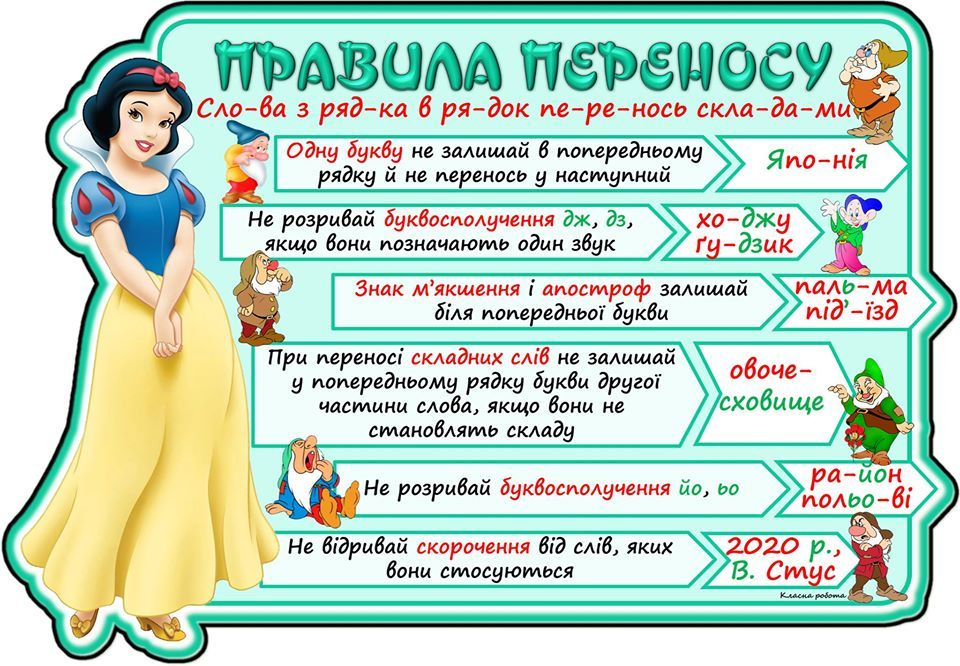 ПРАВИЛА ПЕРЕНОСУ
Сло-ва з ряд-ка в ря-док пе-ре-нось скла-да-ми
Одну букву не залишай в попередньому
рядку й не перенось у наступний
Япо-нія
Не розривай буквосполучення дж, дз,
якщо вони позначають один звук
хо-джу
ґу-дзик
Знак м'якшення і апостроф залишай
біля попередньої букви
паль-ма
під'-їзд
При переносі складних слів не залишай
у попередньому рядку букви другої
частини слова, якщо вони не
становлять складу
овоче-
сховище
Не розривай буквосполучення йо, ьо
ра-йон
польо-ві
Не відривай скорочення від слів, яких
вони стосуються
2020 р.,
В. Стус
Класна робота